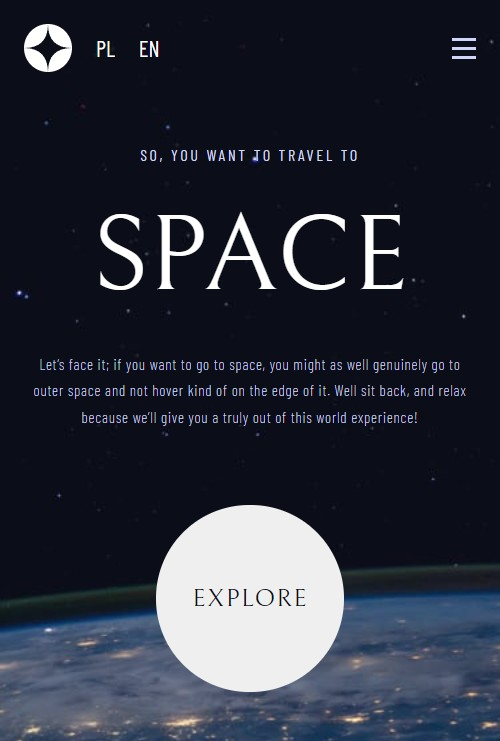 PL EN
SO, YOU WANT TO TRAVEL TO
SPACE
Let’s face it; if you want to go to space, you might as well genuinely go to
outer space and not hover kind of on the edge of it. Well sit back, and relax
because we’ll give you a truly out of this world experience!
EXPLORE